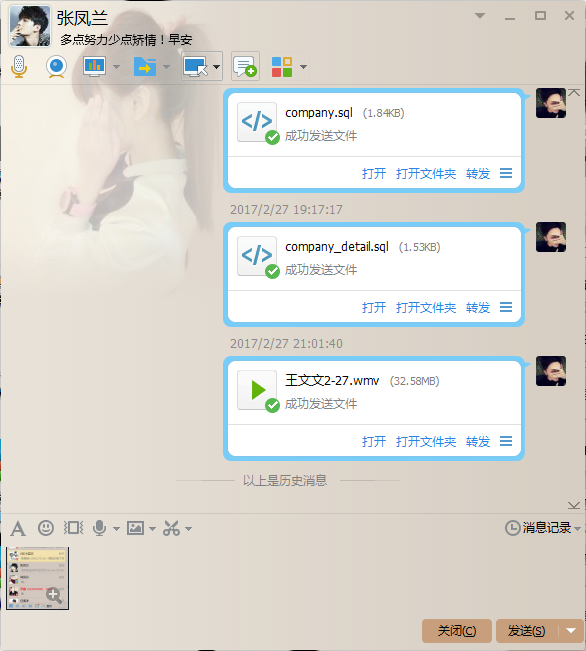 张凤兰
多点努力少点矫情！早安
company.sql (1.84KB)
成功发送文件
打开 打开文件夹 转发
2017/2/27 19:17:17
company_detail.sql (1.53KB)
成功发送文件
打开 打开文件夹 转发
2017/2/27 21:01:40
王文文2-27.wmv (32.58MB)
成功发送文件
打开 打开文件夹 转发
以上是历史消息
消息记录
关闭(C) 发送(S)